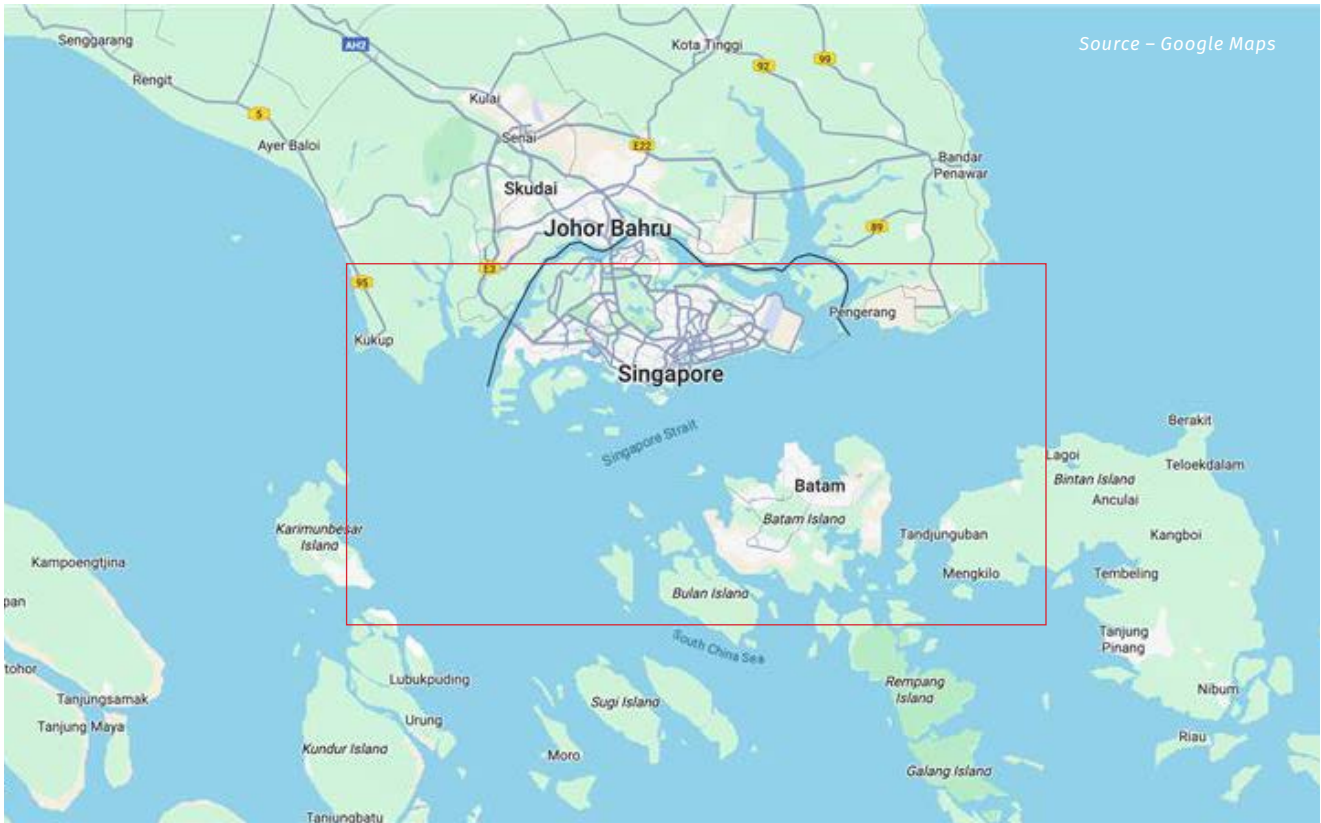 Senggarang
AH2
Kota Tinggi
Source – Google Maps
92
99
Rengit
Kulai
5
Senai
Ayer Baloi
E22
Bandar
Penawar
Skudai
Johor Bahru
89
E3
95
Pengerang
Kukup
Singapore
Singapore Strait
Berakit
Lagoi
Teloekdalam
Bintan Island
Batam
Anculai
Batam Island
Karimunbesar
Island
Tandjunguban
Kangboi
Kampoengtjina
Mengkilo
Tembeling
pan
Bulan Island
Tanjung
Pinang
South China Sea
tohor
Lubukpuding
Rempang
Island
Nibum
Tanjungsamak
Sugi Island
Tanjung Maya
Urung
Riau
Kundur Island
Moro
Galang Island
Tanjungbatu